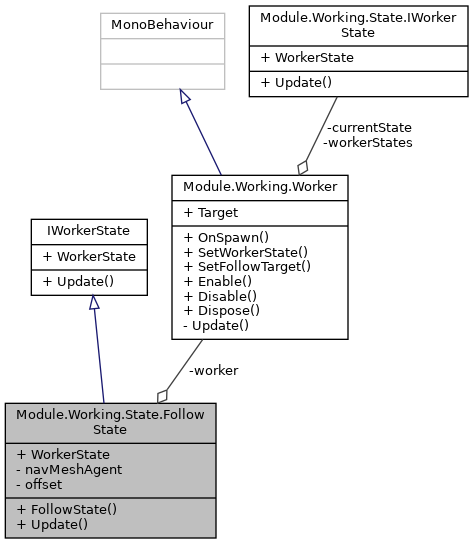 MonoBehaviour
Module.Working.State.IWorker
State
+ WorkerState
+ Update()
-currentState
-workerStates
Module.Working.Worker
+ Target
+ OnSpawn()
+ SetWorkerState()
+ SetFollowTarget()
+ Enable()
+ Disable()
+ Dispose()
- Update()
IWorkerState
+ WorkerState
+ Update()
-worker
Module.Working.State.Follow
State
+ WorkerState
- navMeshAgent
- offset
+ FollowState()
+ Update()